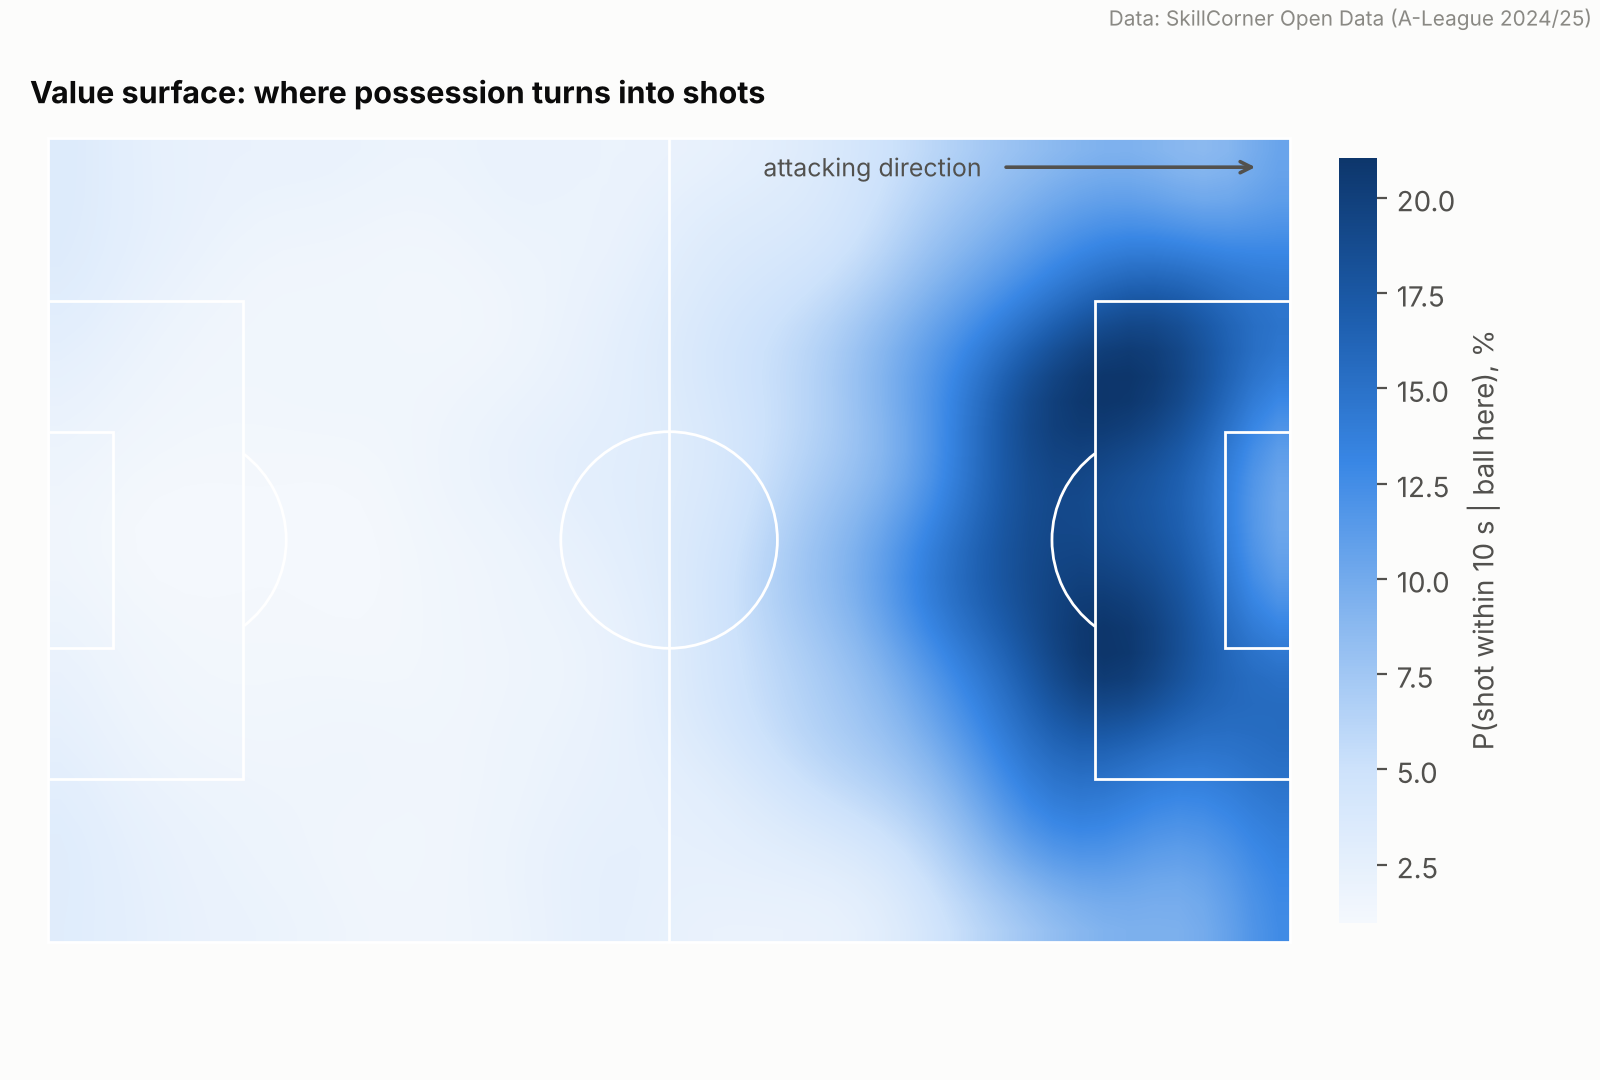 Data: SkillCorner Open Data (A-League 2024/25)
Value surface: where possession turns into shots
attacking direction
20.0
17.5
15.0
12.5
10.0
7.5
5.0
2.5
P(shot within 10 s | ball here), %